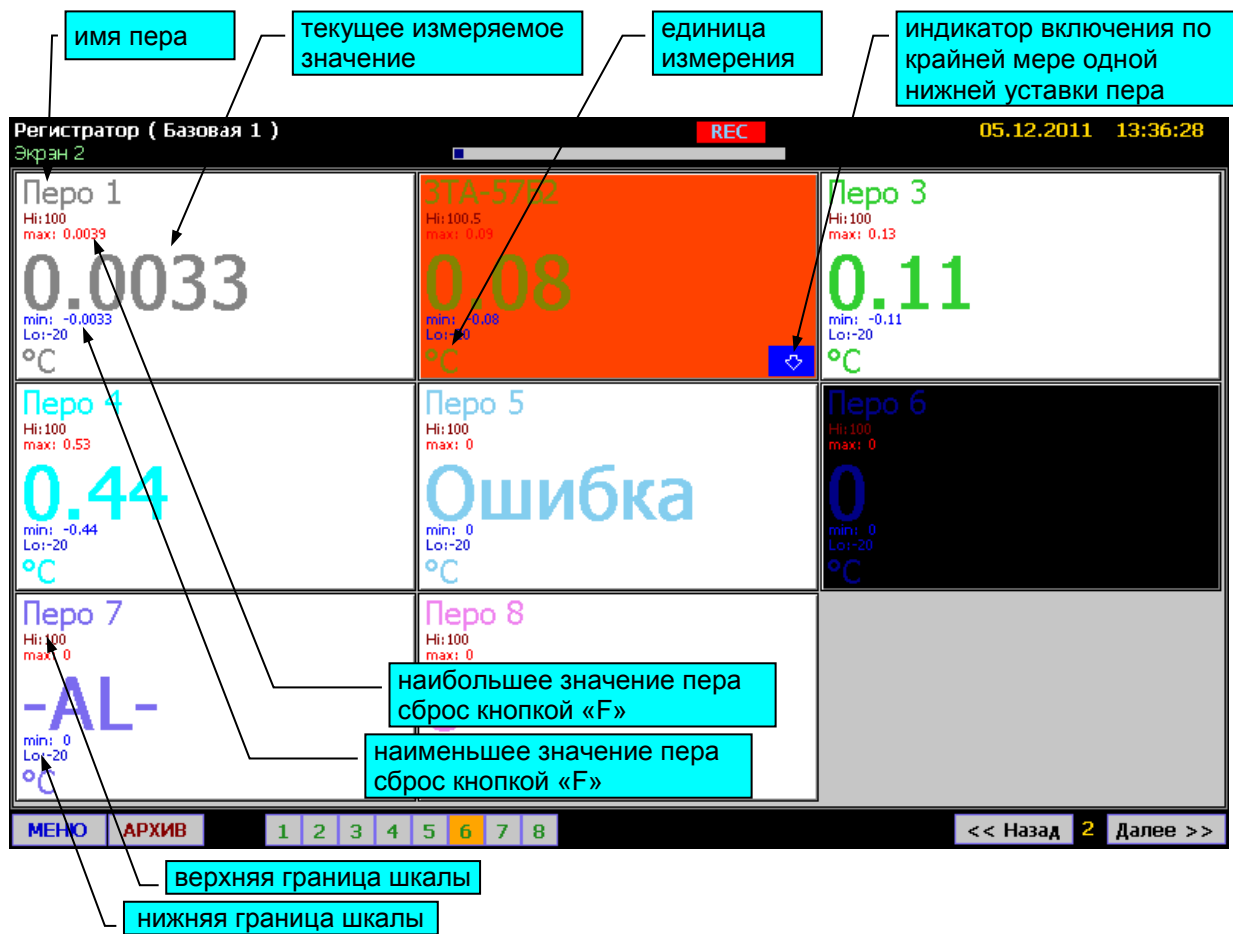 имя пера
текущее измеряемое
значение
единица
измерения
индикатор включения по
крайней мере одной
нижней уставки пера
Регистратор ( Базовая 1 )
REC
05.12.2011 13:36:28
Экран 2
Перо 1
Hi:100
max: 0.0039
0.0033
min: -0.0033
Lo:-20
°C
3TA-57B2
Hi:100.5
max: 0.09
0.08
min: -0.08
°C
Перо 3
Hi:100
max: 0.13
0.11
min: -0.11
Lo:-20
°C
Перо 4
Hi:100
max: 0.53
0.44
min: -0.44
Lo:-20
°C
Перо 5
Hi:100
max: 0
Ошибка
min: 0
Lo:-20
°C
Перо 6
Hi:100
max: 0
0
min: 0
Lo:-20
°C
Перо 7
Hi:100
max: 0
-AL-
min: 0
Lo:-20
°C
Перо 8
Hi:100
max: 0
наибольшее значение пера
сброс кнопкой «F»
наименьшее значение пера
сброс кнопкой «F»
МЕНЮ АРХИВ 1 2 3 4 5 6 7 8 << Назад 2 Далее >>
верхняя граница шкалы
нижняя граница шкалы